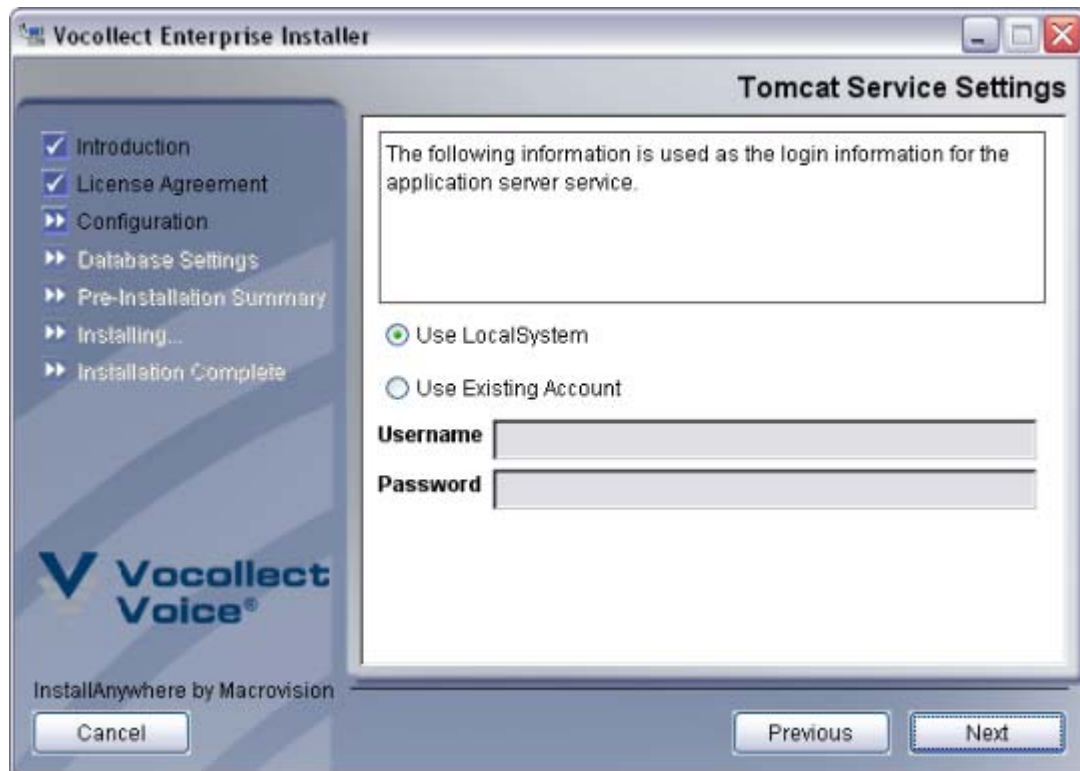 Vocollect Enterprise Installer
Tomcat Service Settings
Introduction
License Agreement
Configuration
Database Settings
Pre-Installation Summary
Installing...
Installation Complete
The following information is used as the login information for the
application server service.
Use LocalSystem
Use Existing Account
Username
Password
Vocollect
Voice®
InstallAnywhere by Macrovision
Cancel
Previous
Next